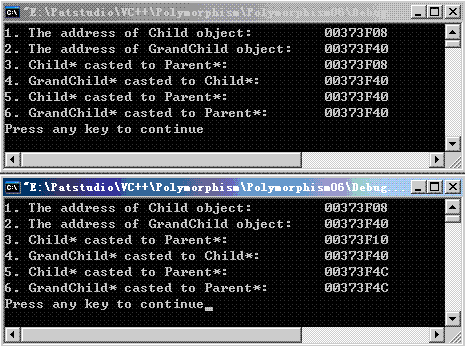 "E:\Patstudio\VC++\Polymorphism\Polymorphism06\Debug...
1. The address of Child object: 00373F08
2. The address of GrandChild object: 00373F40
3. Child* casted to Parent*: 00373F08
4. GrandChild* casted to Child*: 00373F40
5. Child* casted to Parent*: 00373F40
6. GrandChild* casted to Parent*: 00373F40
Press any key to continue
"E:\Patstudio\VC++\Polymorphism\Polymorphism06\Debug...
1. The address of Child object: 00373F08
2. The address of GrandChild object: 00373F40
3. Child* casted to Parent*: 00373F10
4. GrandChild* casted to Child*: 00373F40
5. Child* casted to Parent*: 00373F4C
6. GrandChild* casted to Parent*: 00373F4C
Press any key to continue_